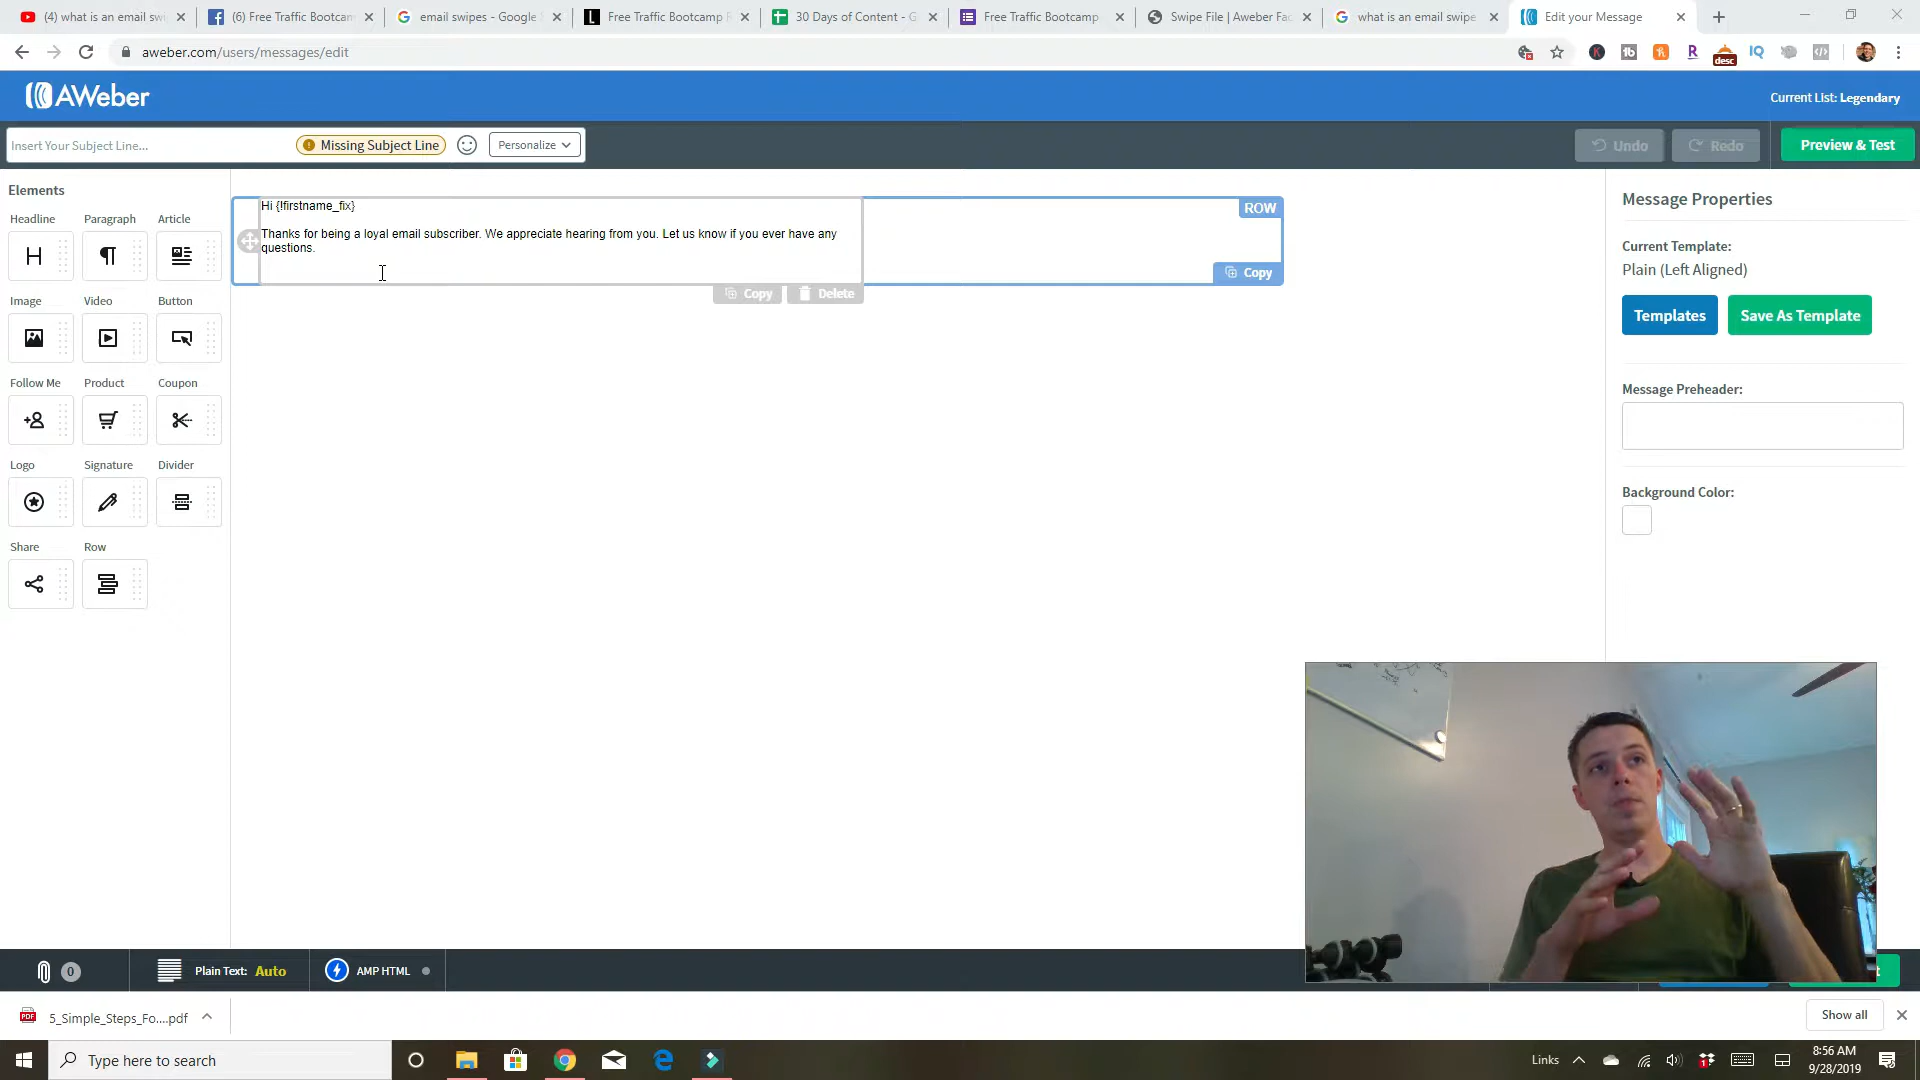 (4) what is an email swi
(6) Free Traffic Bootcam
email swipes - Google
Free Traffic Bootcamp
30 Days of Content - G
Free Traffic Bootcamp
Swipe File | Aweber Fac
what is an email swipe
Edit your Message
aweber.com/users/messages/edit
desc
IQ
AWeber
Current List: Legendary
Insert Your Subject Line...
Missing Subject Line
Personalize
Undo
Redo
Preview & Test
Elements
Headline
Paragraph
Article
Image
Video
Button
Follow Me
Product
Coupon
Logo
Signature
Divider
Share
Row
Hi {!firstname_fix}
Thanks for being a loyal email subscriber. We appreciate hearing from you. Let us know if you ever have any
questions.
ROW
Copy
Copy
Delete
Message Properties
Current Template:
Plain (Left Aligned)
Templates
Save As Template
Message Preheader:
Background Color:
0
Plain Text: Auto
AMP HTML
5_Simple_Steps_Fo....pdf
Show all
Type here to search
Links
8:56 AM
9/28/2019